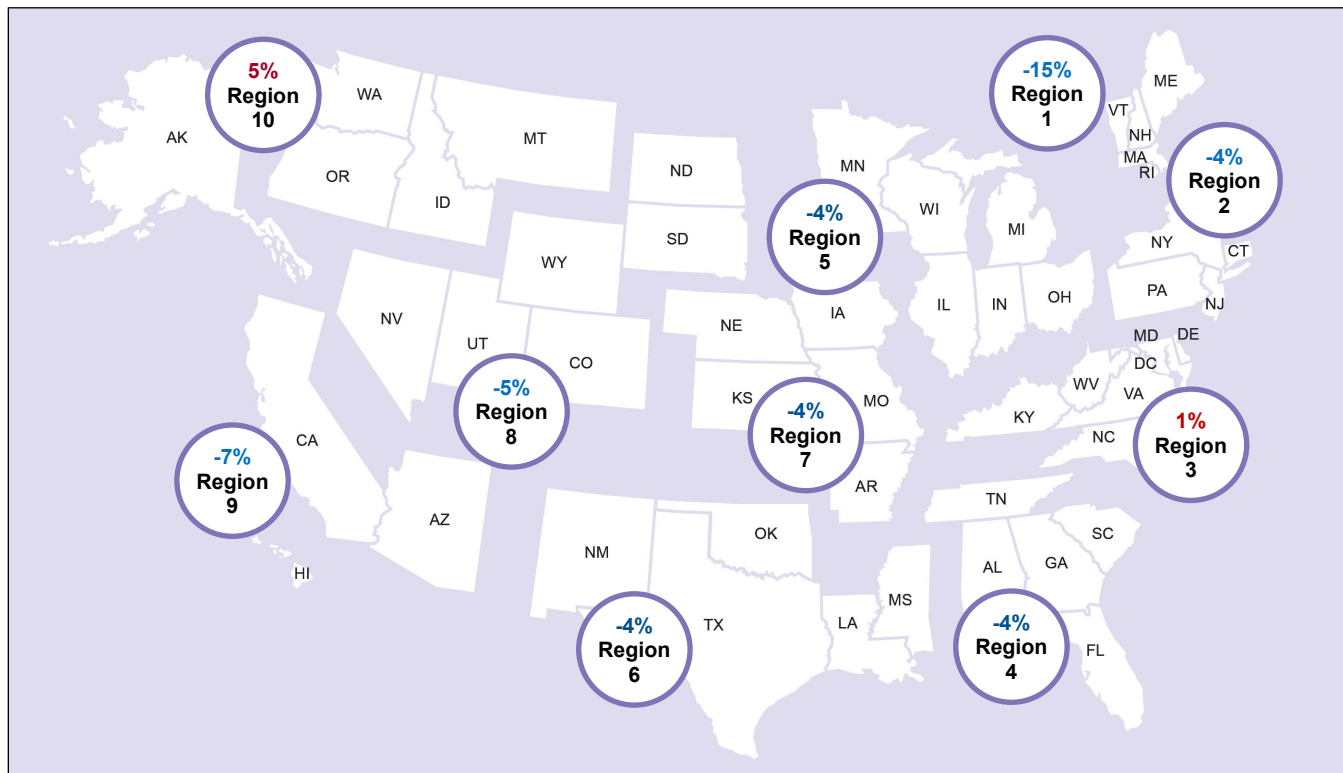 5%
Region
10
AK
WA
OR
ID
MT
ND
SD
WY
NV
UT
CO
-5%
Region
8
CA
-7%
Region
9
HI
AZ
NM
-4%
Region
6
TX
OK
NE
KS
IA
MO
-4%
Region
7
AR
LA
MS
MN
-4%
Region
5
WI
MI
IL
IN
OH
-15%
Region
1
ME
VT
NH
MA
RI
-4%
Region
2
NY
CT
PA
NJ
MD
DE
DC
WV
VA
KY
NC
1%
Region
3
TN
SC
AL
GA
-4%
Region
4
FL